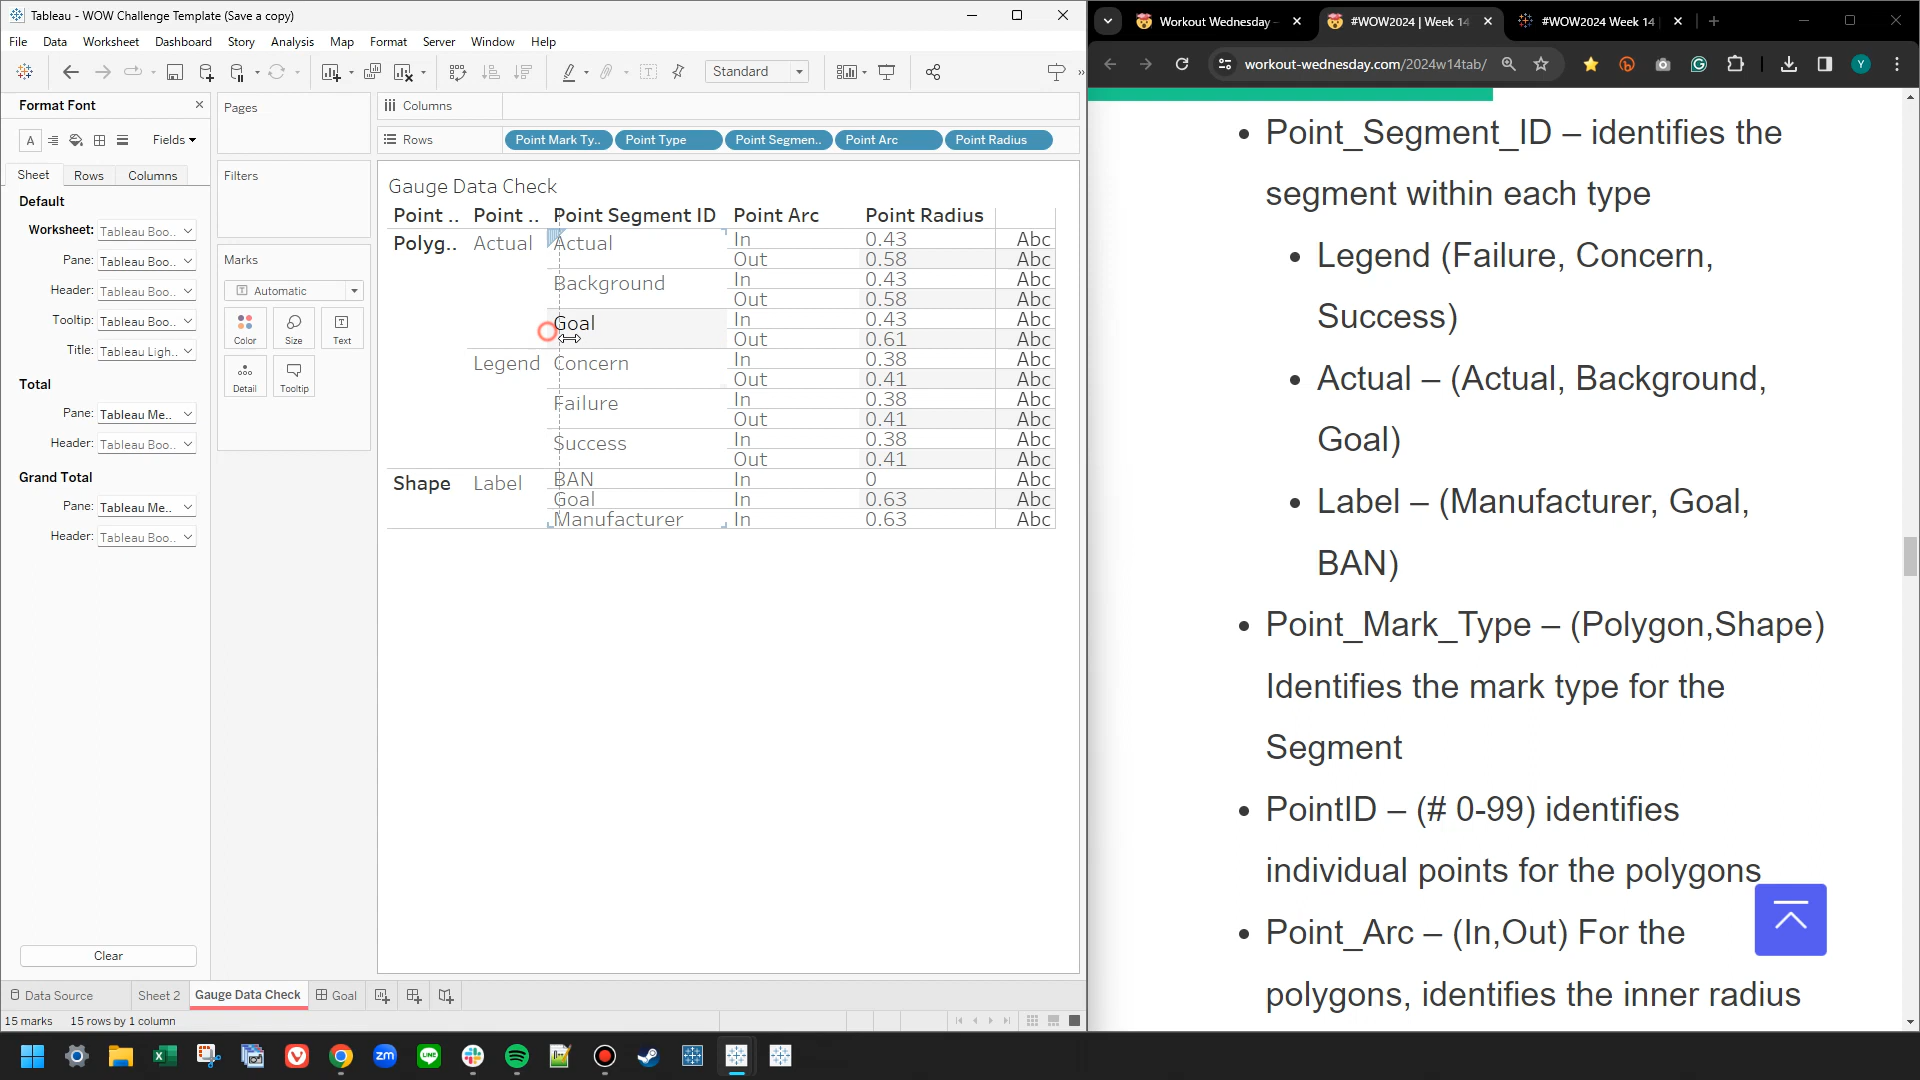 Tableau - WOW Challenge Template (Save a copy)
File Data Worksheet Dashboard Story Analysis Map Format Server Window Help
Standard
Format Font
Fields
Sheet Rows Columns
Default
Worksheet: Tableau Boo..
Pane: Tableau Boo..
Header: Tableau Boo..
Tooltip: Tableau Boo..
Title: Tableau Ligh..
Total
Pane: Tableau Me..
Header: Tableau Boo..
Grand Total
Pane: Tableau Me..
Header: Tableau Boo..
Clear
Pages
Filters
Marks
Automatic
Color Size Text
Detail Tooltip
Columns
Rows Point Mark Ty.. Point Type Point Segmen.. Point Arc Point Radius
Gauge Data Check
Point .. Point .. Point Segment ID Point Arc Point Radius
Polyg.. Actual Actual In 0.43 Abc
Out 0.58 Abc
Background In 0.43 Abc
Out 0.58 Abc
Goal In 0.43 Abc
Out 0.61 Abc
Legend Concern In 0.38 Abc
Out 0.41 Abc
Failure In 0.38 Abc
Out 0.41 Abc
Success In 0.38 Abc
Out 0.41 Abc
Shape Label BAN In 0 Abc
Goal In 0.63 Abc
Manufacturer In 0.63 Abc
Data Source Sheet 2 Gauge Data Check Goal
15 marks 15 rows by 1 column
Workout Wednesday - #WOW2024 | Week 14 #WOW2024 Week 14
workout-wednesday.com/2024w14tab/
Y
• Point_Segment_ID – identifies the
segment within each type
• Legend (Failure, Concern,
Success)
• Actual – (Actual, Background,
Goal)
• Label – (Manufacturer, Goal,
BAN)
• Point_Mark_Type – (Polygon,Shape)
Identifies the mark type for the
Segment
• PointID – (# 0-99) identifies
individual points for the polygons
• Point_Arc – (In,Out) For the
polygons, identifies the inner radius
zm
LINE